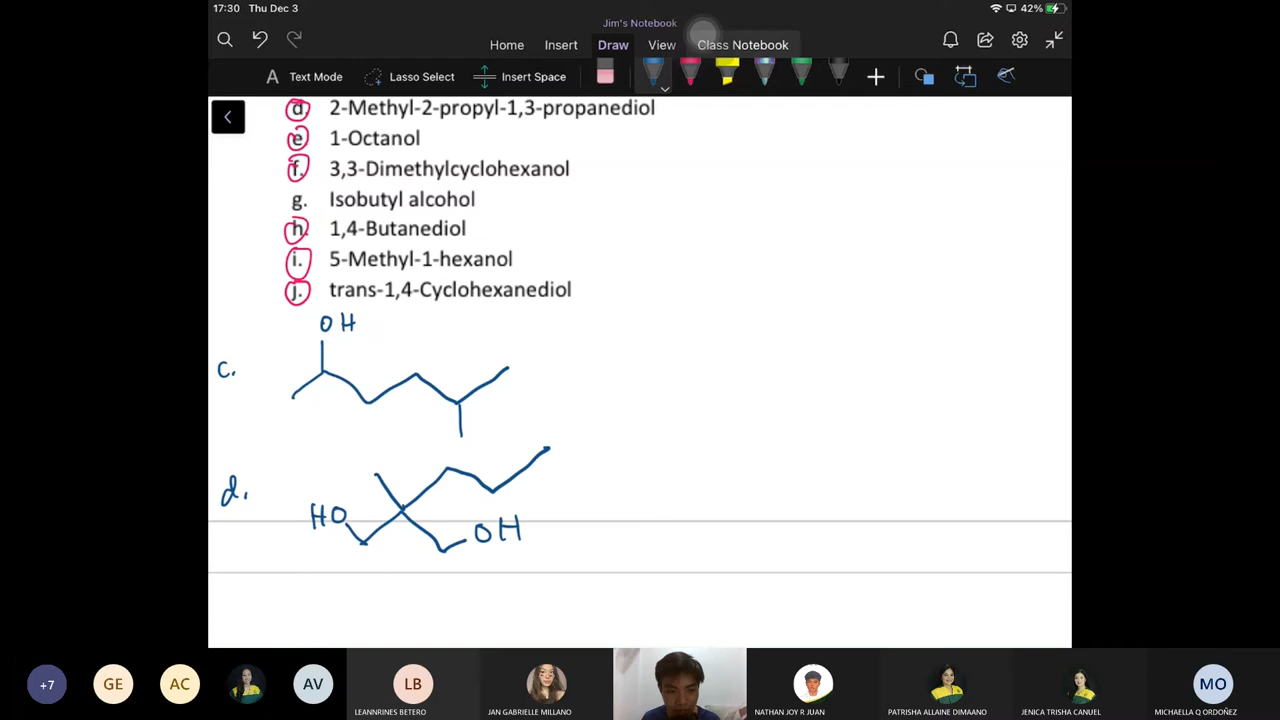 17:30 Thu Dec 3
42%
Jim's Notebook
Home Insert Draw View Class Notebook
Text Mode Lasso Select Insert Space
d. 2-Methyl-2-propyl-1,3-propanediol
e 1-Octanol
f. 3,3-Dimethylcyclohexanol
g. Isobutyl alcohol
h. 1,4-Butanediol
i. 5-Methyl-1-hexanol
j. trans-1,4-Cyclohexanediol
OH
c.
d.
HO
OH
+7 GE AC AV LB MO
LEANNRINES BETERO JAN GABRIELLE MILLANO NATHAN JOY R JUAN PATRISHA ALLAINE DIMAANO JENICA TRISHA CANUEL MICHAELLA Q ORDOÑEZ